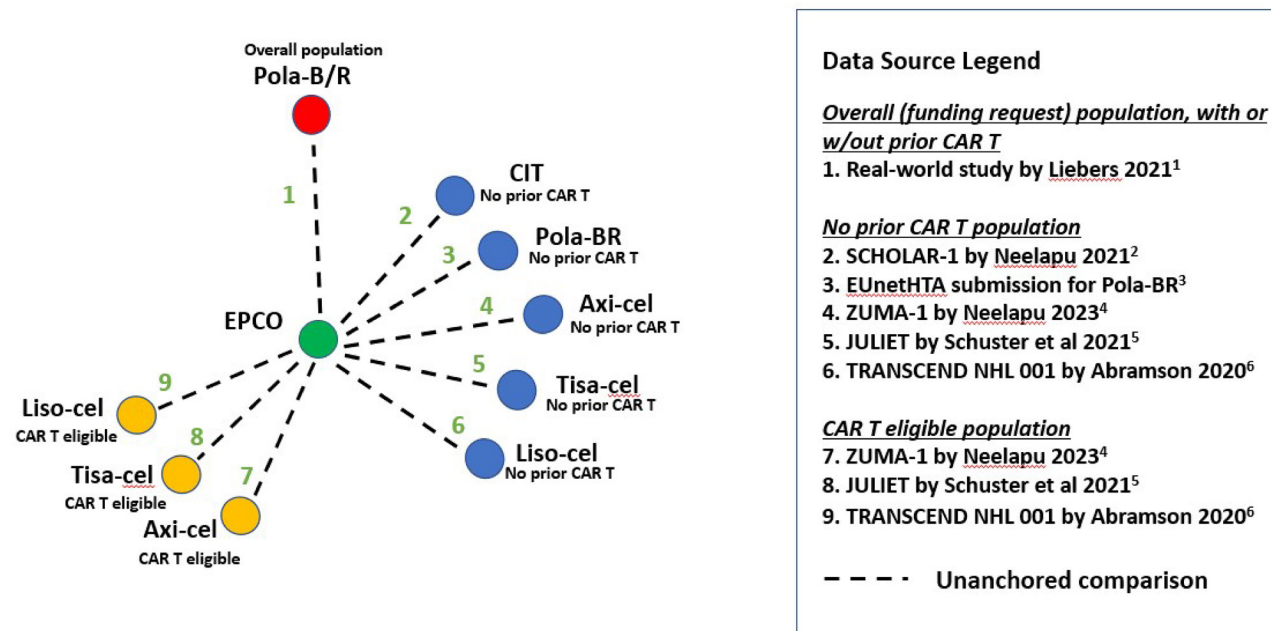 Overall population
Pola-B/R
1
CIT
No prior CAR T
2
Pola-BR
No prior CAR T
3
Axi-cel
No prior CAR T
4
EPCO
5
Tisa-cel
No prior CAR T
9
Liso-cel
CAR T eligible
6
Liso-cel
No prior CAR T
8
Tisa-cel
CAR T eligible
7
Axi-cel
CAR T eligible
Data Source Legend
Overall (funding request) population, with or
w/out prior CAR T
1. Real-world study by Liebers 2021¹
No prior CAR T population
2. SCHOLAR-1 by Neelapu 2021²
3. EUnetHTA submission for Pola-BR³
4. ZUMA-1 by Neelapu 2023⁴
5. JULIET by Schuster et al 2021⁵
6. TRANSCEND NHL 001 by Abramson 2020⁶
CAR T eligible population
7. ZUMA-1 by Neelapu 2023⁴
8. JULIET by Schuster et al 2021⁵
9. TRANSCEND NHL 001 by Abramson 2020⁶
Unanchored comparison